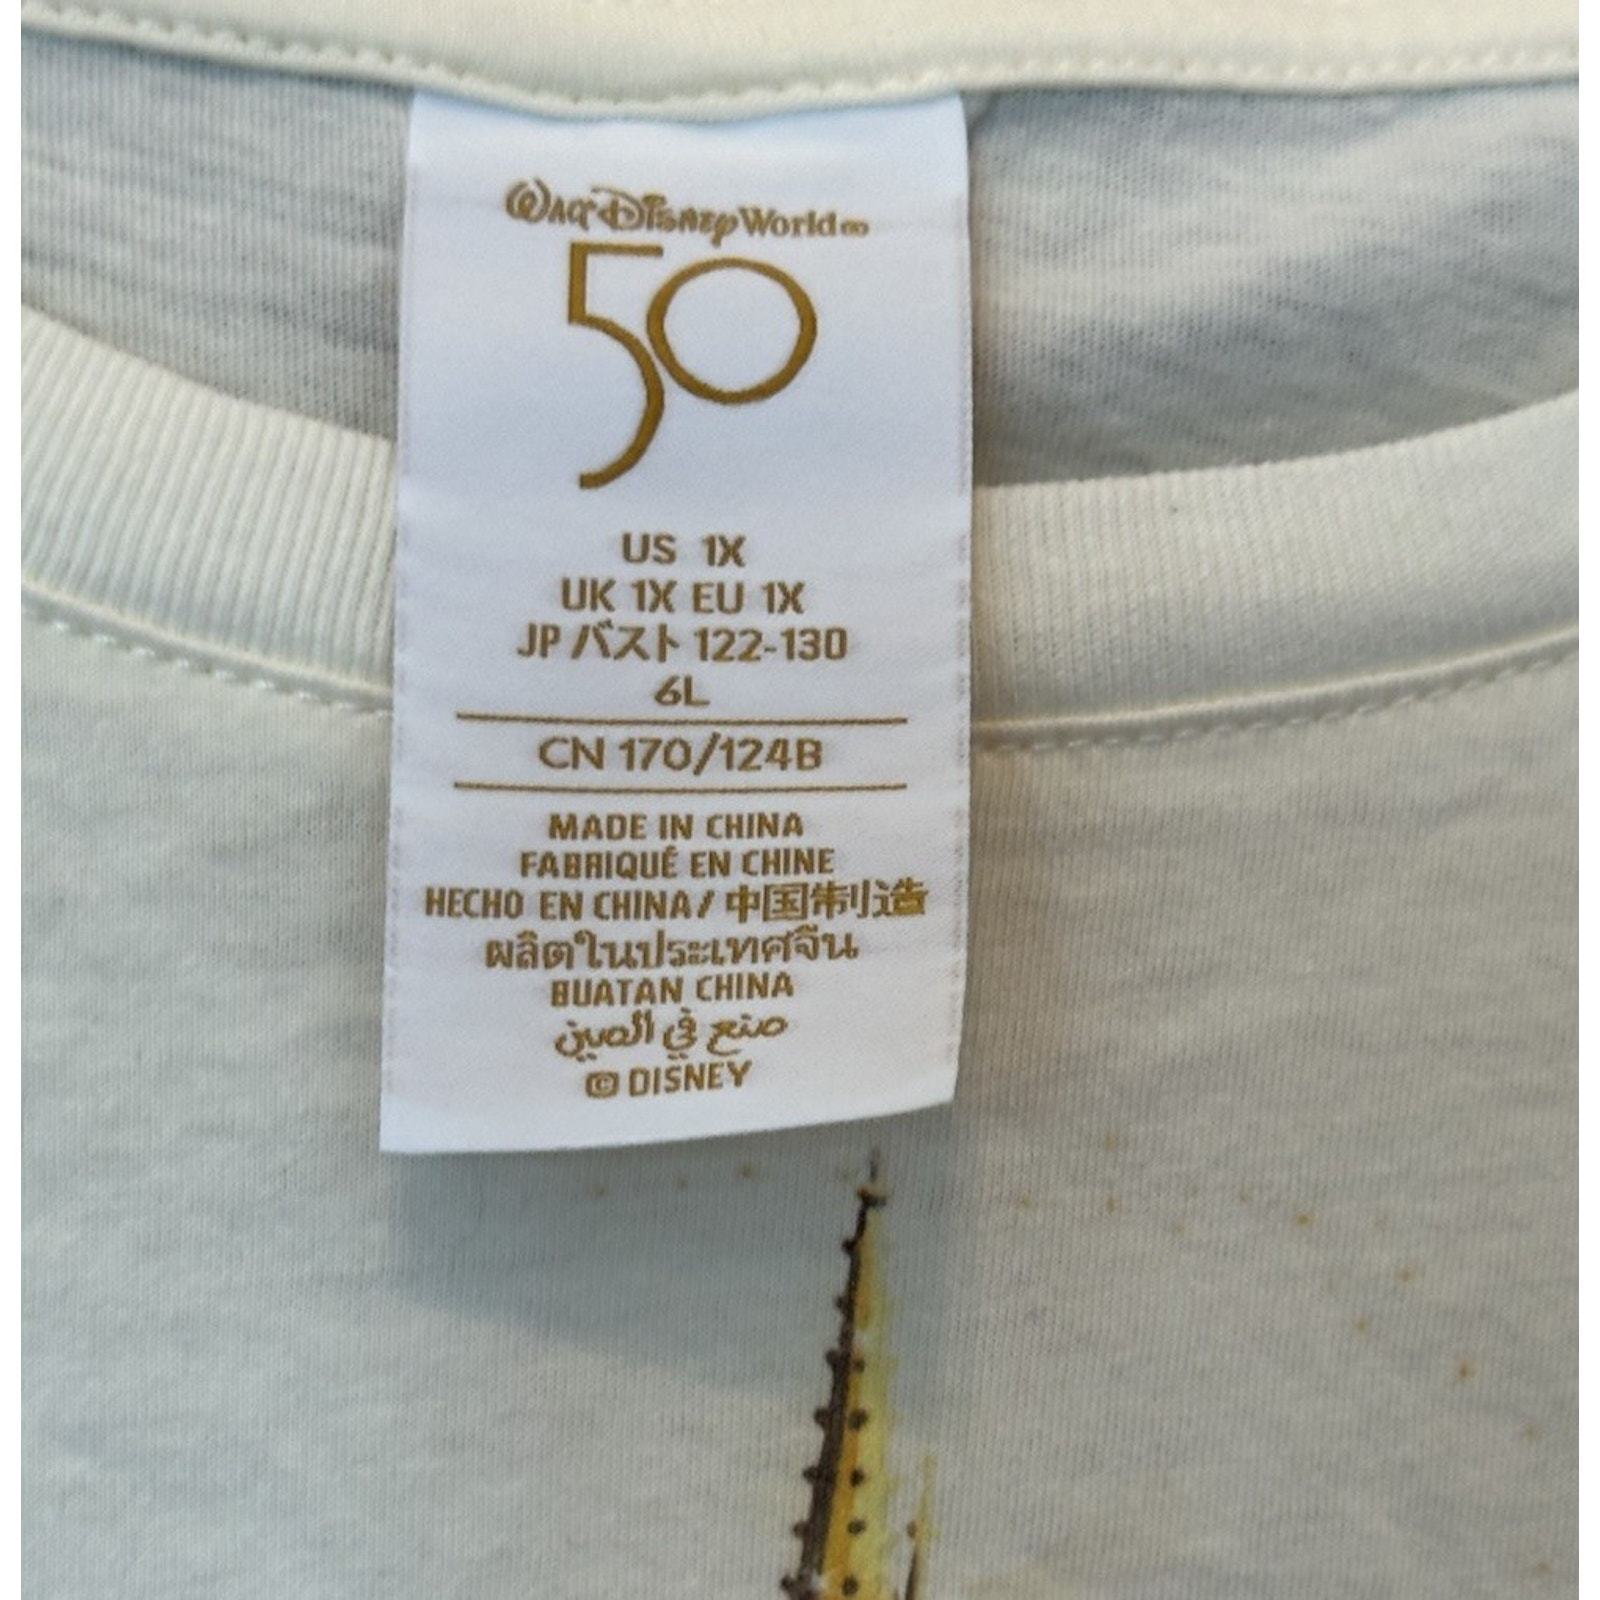 WALT DISNEY World
50
US 1X
UK 1X EU 1X
JP バスト 122-130
6L
CN 170/124B
MADE IN CHINA
FABRIQUÉ EN CHINE
HECHO EN CHINA/ 中国制造
ผลิตในประเทศจีน
BUATAN CHINA
صنع في الصين
© DISNEY